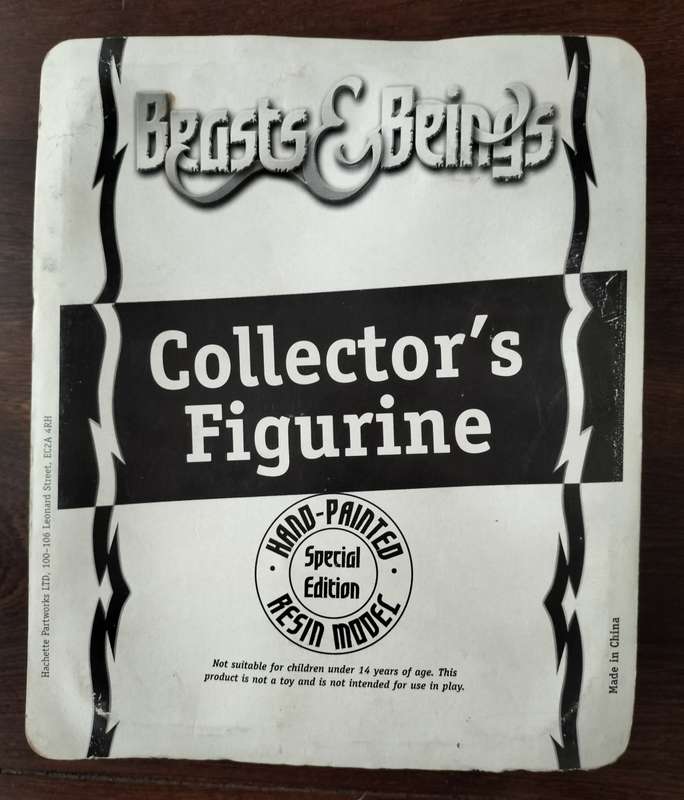 Beasts & Beings
Collector's
Figurine
HAND-PAINTED
Special
Edition
RESIN MODEL
Not suitable for children under 14 years of age. This
product is not a toy and is not intended for use in play.
Hachette Partworks LTD, 100-106 Leonard Street, EC2A 4RH
Made in China